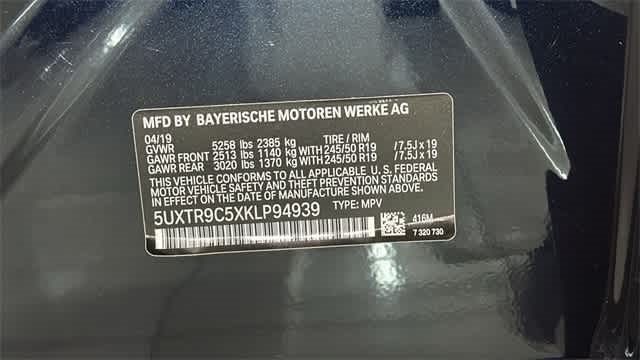 MFD BY BAYERISCHE MOTOREN WERKE AG
04/19
GVWR 5258 lbs 2385 kg TIRE / RIM
GAWR FRONT 2513 lbs 1140 kg WITH 245/50 R19 /7.5J x 19
GAWR REAR 3020 lbs 1370 kg WITH 245/50 R19 /7.5J x 19
THIS VEHICLE CONFORMS TO ALL APPLICABLE U.S.
MOTOR VEHICLE SAFETY AND THEFT PREVENTION STANDARDS
IN EFFECT ON THE DATE OF MANUFACTURE SHOWN ABOVE.
5UXTR9C5XKLP94939 TYPE: MPV
416M
7 320 730